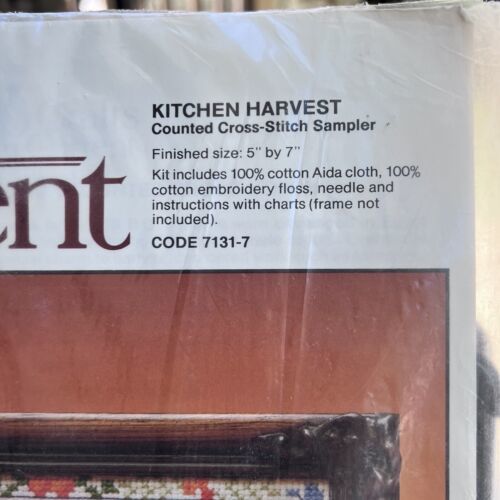 KITCHEN HARVEST
Counted Cross-Stitch Sampler
Finished size: 5" by 7"
Kit includes 100% cotton Aida cloth, 100%
cotton embroidery floss, needle and
instructions with charts (frame not
included).
CODE 7131-7
ent